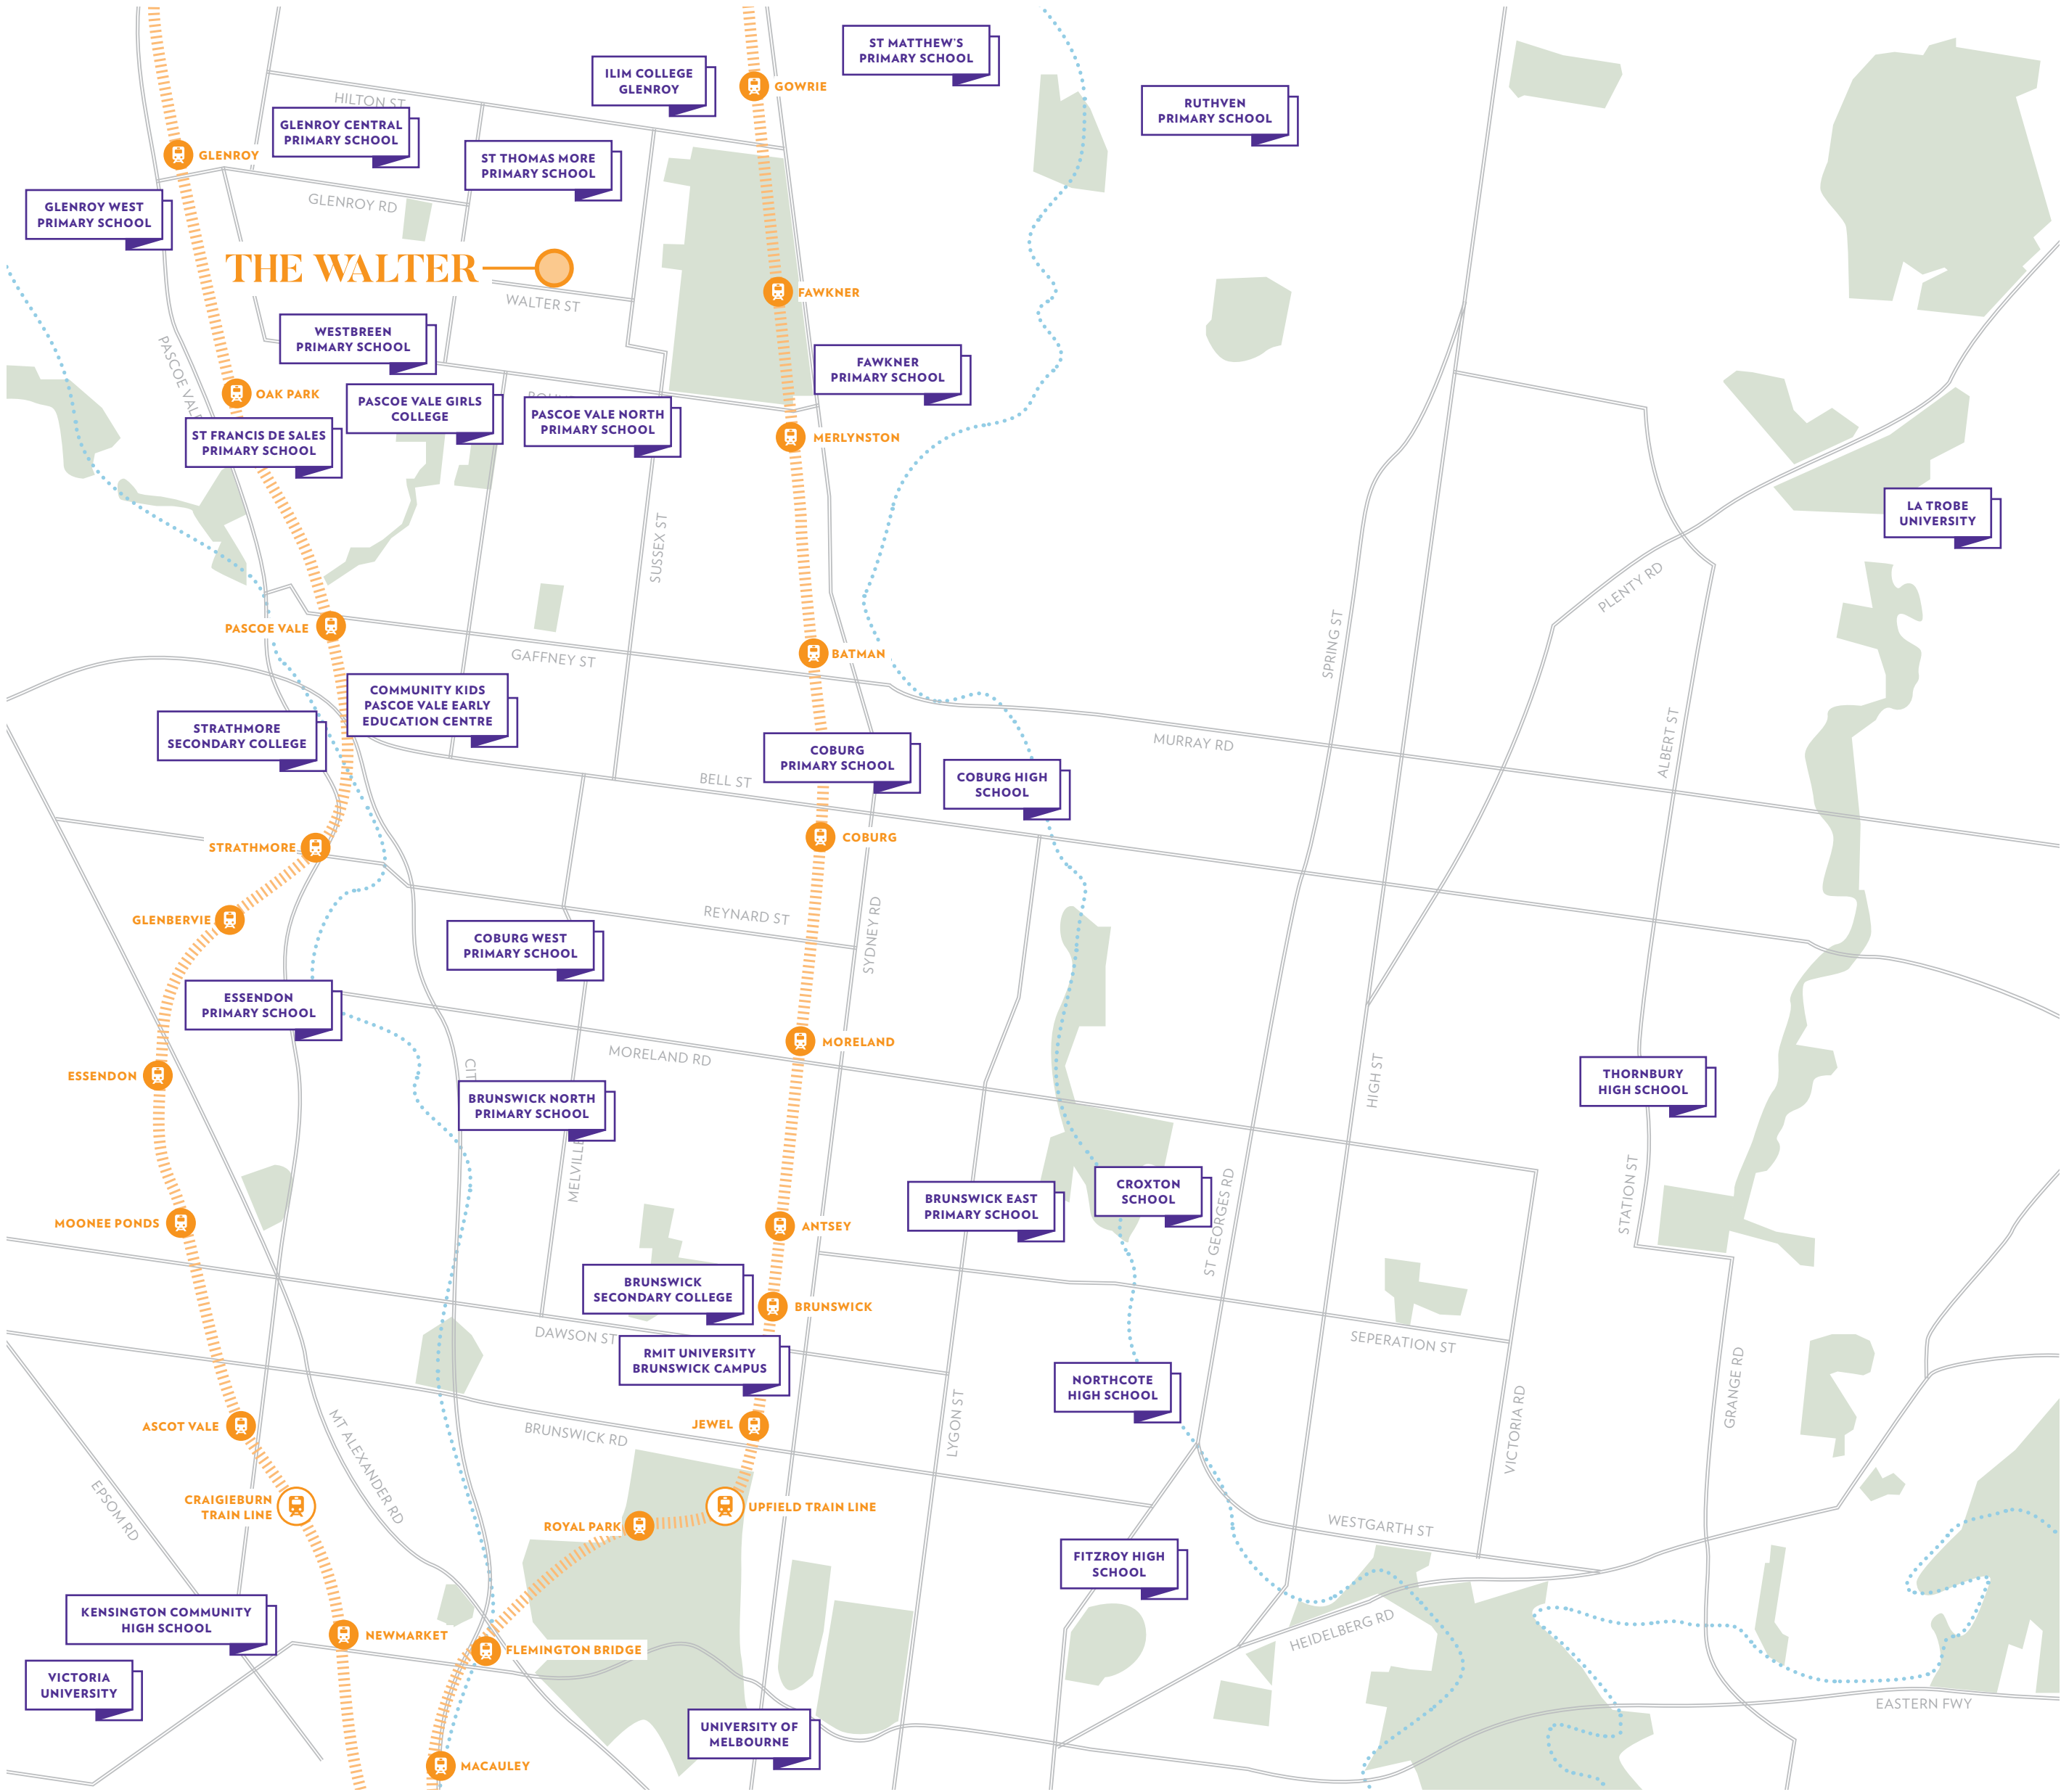 ST MATTHEW'S
PRIMARY SCHOOL
ILIM COLLEGE
GLENROY
GOWRIE
RUTHVEN
PRIMARY SCHOOL
HILTON ST
GLENROY CENTRAL
PRIMARY SCHOOL
GLENROY
ST THOMAS MORE
PRIMARY SCHOOL
GLENROY RD
GLENROY WEST
PRIMARY SCHOOL
THE WALTER
WALTER ST
FAWKNER
WESTBREEN
PRIMARY SCHOOL
PASCOE VALE
FAWKNER
PRIMARY SCHOOL
OAK PARK
PASCOE VALE GIRLS
COLLEGE
PASCOE VALE NORTH
PRIMARY SCHOOL
ST FRANCIS DE SALES
PRIMARY SCHOOL
MERLYNSTON
LA TROBE
UNIVERSITY
SUSSEX ST
PLENTY RD
PASCOE VALE
GAFFNEY ST
BATMAN
SPRING ST
COMMUNITY KIDS
PASCOE VALE EARLY
EDUCATION CENTRE
STRATHMORE
SECONDARY COLLEGE
MURRAY RD
ALBERT ST
COBURG
PRIMARY SCHOOL
BELL ST
COBURG HIGH
SCHOOL
STRATHMORE
COBURG
GLENBERVIE
REYNARD ST
SYDNEY RD
COBURG WEST
PRIMARY SCHOOL
ESSENDON
PRIMARY SCHOOL
MORELAND RD
MORELAND
ESSENDON
CIT
HIGH ST
THORNBURY
HIGH SCHOOL
BRUNSWICK NORTH
PRIMARY SCHOOL
MELVILLE
MOONEE PONDS
ANTSEY
BRUNSWICK EAST
PRIMARY SCHOOL
CROXTON
SCHOOL
ST GEORGES RD
STATION ST
BRUNSWICK
SECONDARY COLLEGE
BRUNSWICK
DAWSON ST
SEPERATION ST
RMIT UNIVERSITY
BRUNSWICK CAMPUS
NORTHCOTE
HIGH SCHOOL
GRANGE RD
ASCOT VALE
MT ALEXANDER RD
BRUNSWICK RD
JEWEL
LYGON ST
VICTORIA RD
EPSOM RD
CRAIGIEBURN
TRAIN LINE
ROYAL PARK
UPFIELD TRAIN LINE
WESTGARTH ST
FITZROY HIGH
SCHOOL
KENSINGTON COMMUNITY
HIGH SCHOOL
NEWMARKET
FLEMINGTON BRIDGE
HEIDELBERG RD
VICTORIA
UNIVERSITY
UNIVERSITY OF
MELBOURNE
EASTERN FWY
MACAULEY